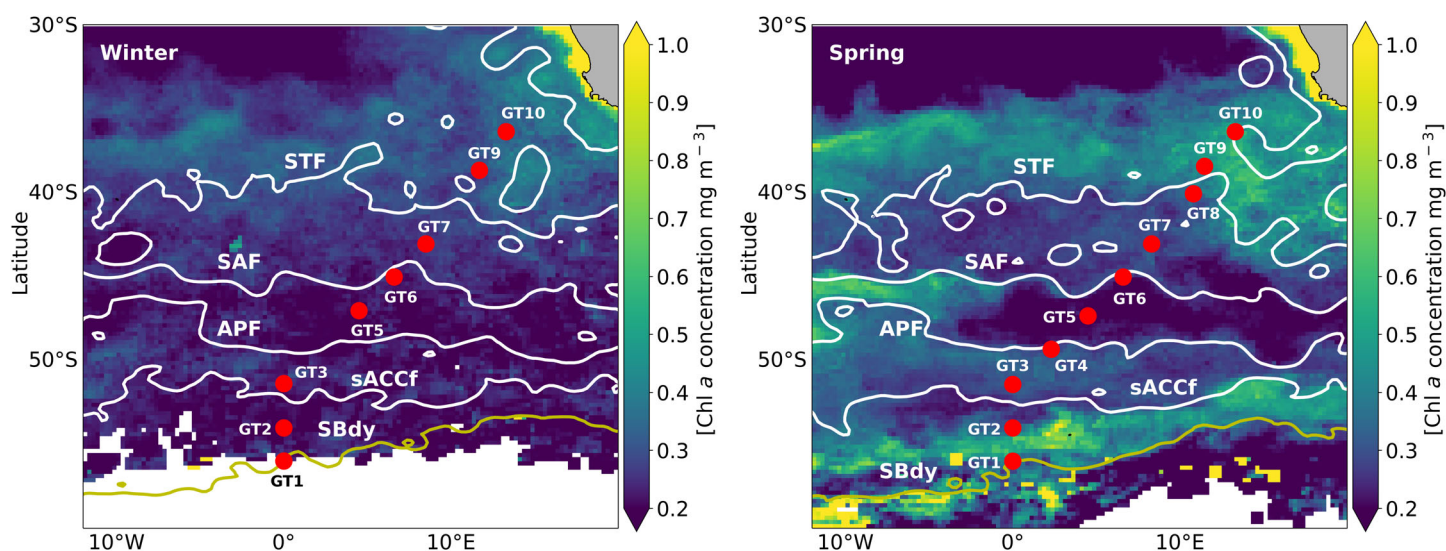 Winter
30°S
40°S
50°S
Latitude
10°W
0°
10°E
STF
SAF
APF
sACCf
SBdy
GT10
GT9
GT7
GT6
GT5
GT3
GT2
GT1
1.0
0.9
0.8
0.7
0.6
0.5
0.4
0.3
0.2
[Chl a concentration mg m⁻³]
Spring
30°S
40°S
50°S
Latitude
10°W
0°
10°E
STF
SAF
APF
sACCf
SBdy
GT10
GT9
GT8
GT7
GT6
GT5
GT4
GT3
GT2
GT1
1.0
0.9
0.8
0.7
0.6
0.5
0.4
0.3
0.2
[Chl a concentration mg m⁻³]